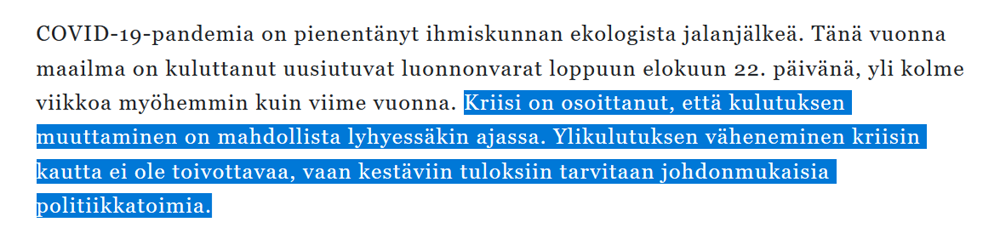 COVID-19-pandemia on pienentänyt ihmiskunnan ekologista jalanjälkeä. Tänä vuonna
maailma on kuluttanut uusiutuvat luonnonvarat loppuun elokuun 22. päivänä, yli kolme
viikkoa myöhemmin kuin viime vuonna. Kriisi on osoittanut, että kulutuksen
muuttaminen on mahdollista lyhyessäkin ajassa. Ylikulutuksen väheneminen kriisin
kautta ei ole toivottavaa, vaan kestäviin tuloksiin tarvitaan johdonmukaisia
politiikkatoimia.